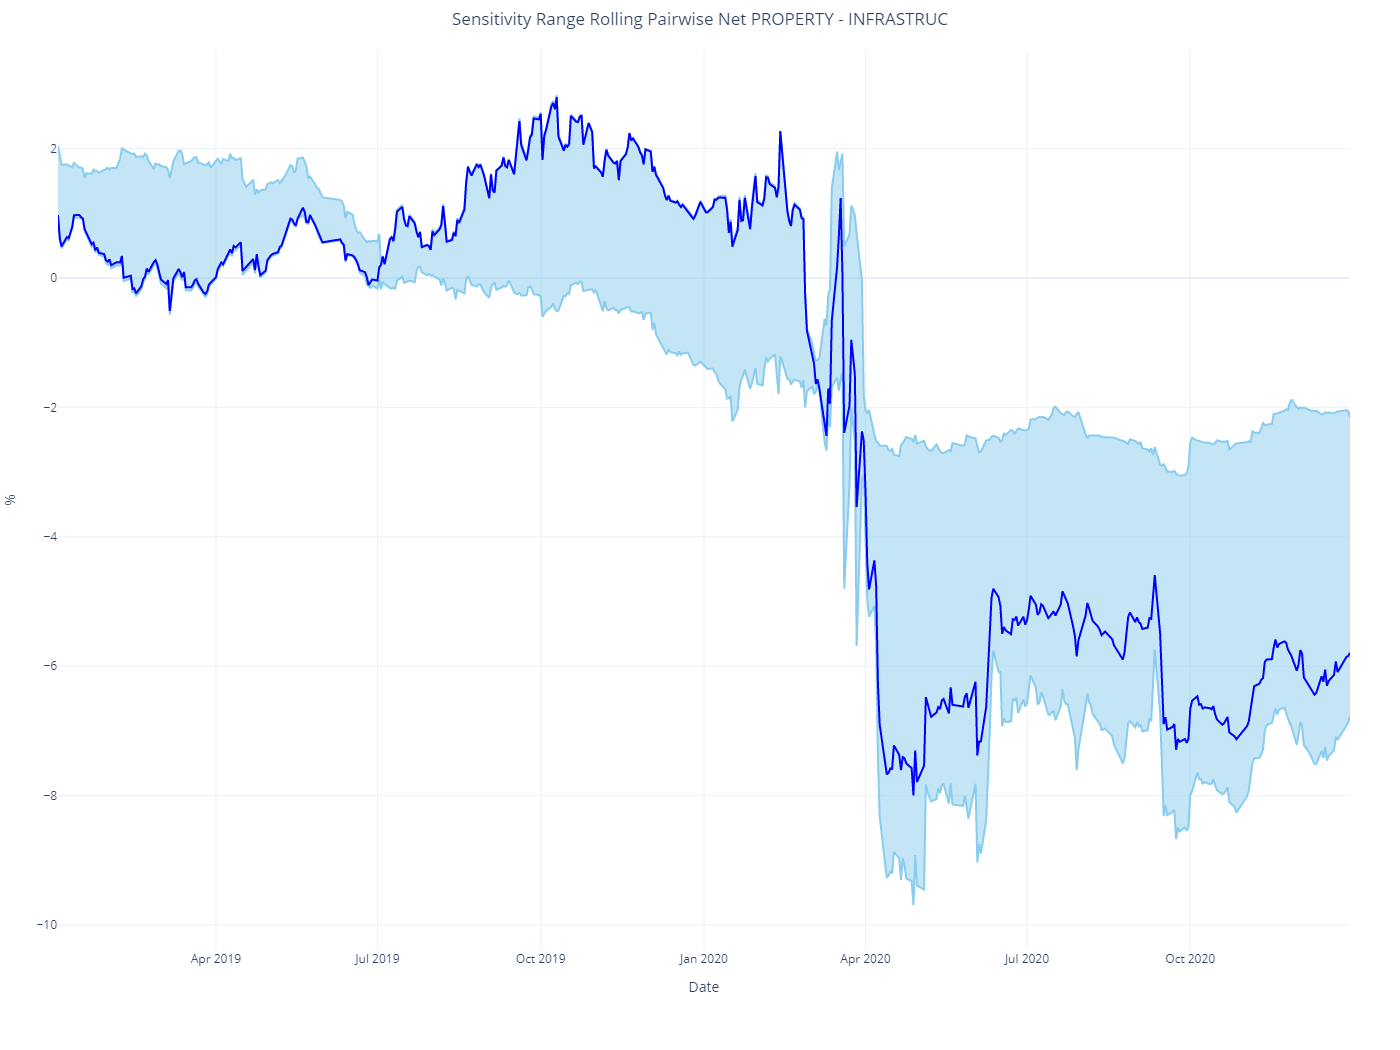 Sensitivity Range Rolling Pairwise Net PROPERTY - INFRASTRUC
2
0
−2
−4
−6
−8
−10
%
Apr 2019
Jul 2019
Oct 2019
Jan 2020
Apr 2020
Jul 2020
Oct 2020
Date